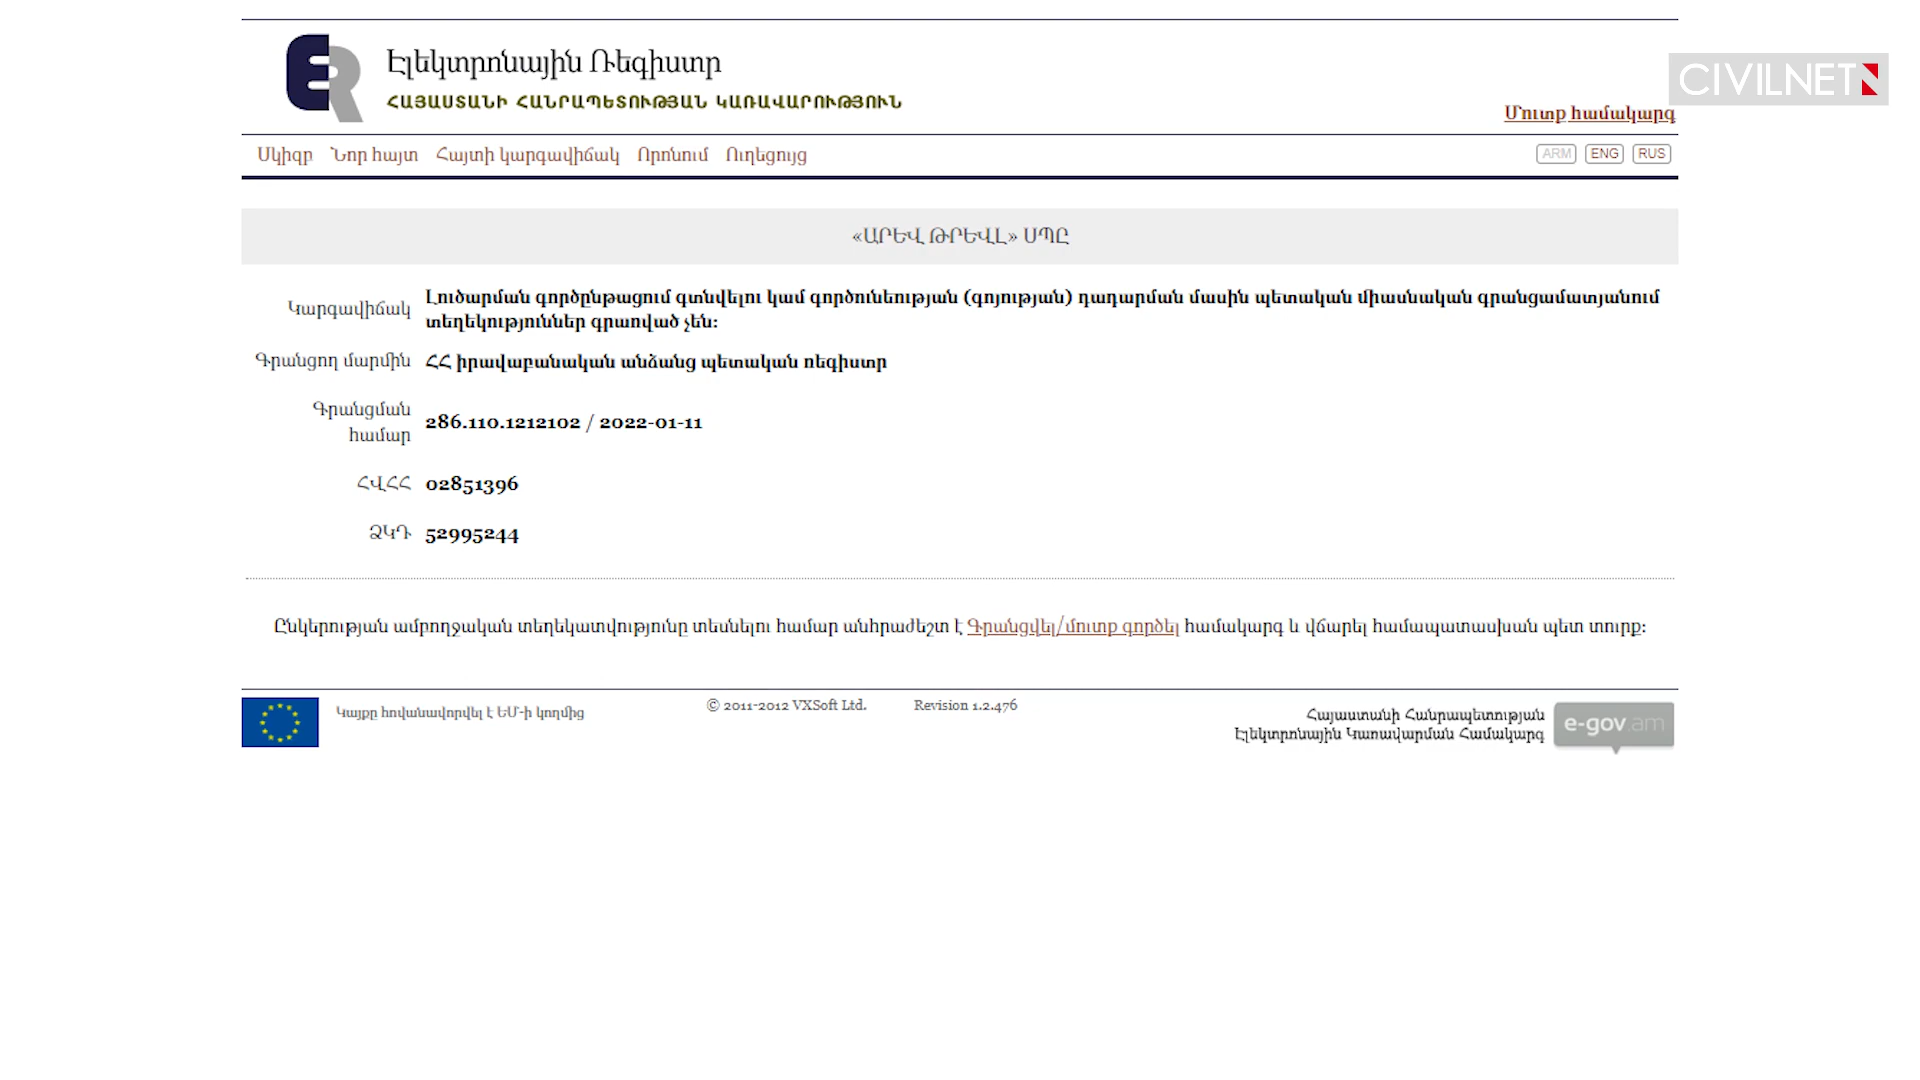 Էլեկտրոնային Ռեգիստր
ՀԱՅԱՍՏԱՆԻ ՀԱՆՐԱՊԵՏՈՒԹՅԱՆ ԿԱՌԱՎԱՐՈՒԹՅՈՒՆ
CIVILNET
Մուտք համակարգ
Սկիզբ Նոր հայտ Հայտի կարգավիճակ Որոնում Ուղեցույց
ARM ENG RUS
«ԱՐԵՎ ԹՐԵՎԼ» ՍՊԸ
Կարգավիճակ Լուծարման գործընթացում գտնվելու կամ գործունեության (գոյության) դադարման մասին պետական միասնական գրանցամատյանում
տեղեկություններ գրառված չեն:
Գրանցող մարմին ՀՀ իրավաբանական անձանց պետական ռեգիստր
Գրանցման
համար 286.110.1212102 / 2022-01-11
ՀՎՀՀ 02851396
ՁԿԴ 52995244
Ընկերության ամբողջական տեղեկատվությունը տեսնելու համար անհրաժեշտ է Գրանցվել/մուտք գործել համակարգ և վճարել համապատասխան պետ տուրք:
Կայքը հովանավորվել է ԵՄ-ի կողմից
© 2011-2012 VXSoft Ltd. Revision 1.2.476
Հայաստանի Հանրապետության
Էլեկտրոնային Կառավարման Համակարգ
e-gov.am